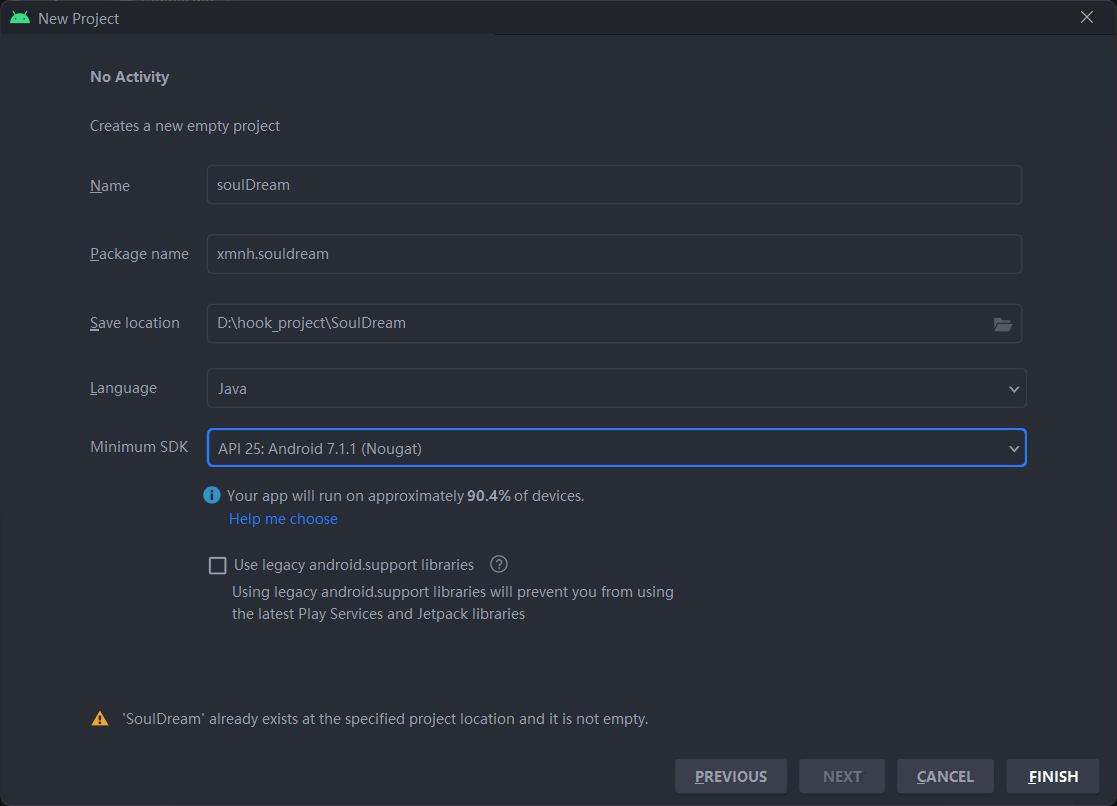 New Project
No Activity
Creates a new empty project
Name
soulDream
Package name
xmnh.souldream
Save location
D:\hook_project\SoulDream
Language
Java
Minimum SDK
API 25: Android 7.1.1 (Nougat)
Your app will run on approximately 90.4% of devices.
Help me choose
Use legacy android.support libraries
Using legacy android.support libraries will prevent you from using
the latest Play Services and Jetpack libraries
'SoulDream' already exists at the specified project location and it is not empty.
PREVIOUS NEXT CANCEL FINISH